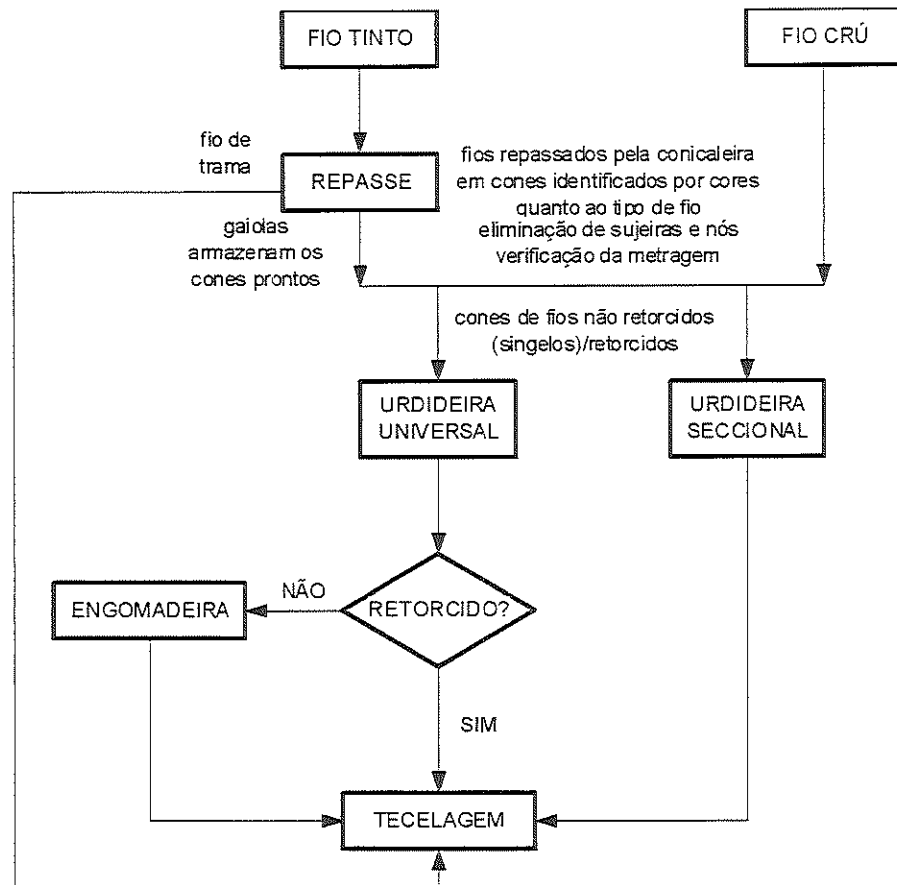 FIO TINTO
FIO CRÚ
fio de
trama
REPASSE
fios repassados pela conicaleira
em cones identificados por cores
quanto ao tipo de fio
eliminação de sujeiras e nós
verificação da metragem
gaiolas
armazenam os
cones prontos
cones de fios não retorcidos
(singelos)/retorcidos
URDIDEIRA
UNIVERSAL
URDIDEIRA
SECCIONAL
RETORCIDO?
NÃO
ENGOMADEIRA
SIM
TECELAGEM